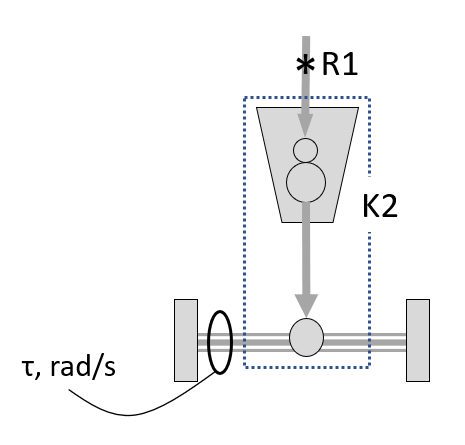 *R1
K2
τ, rad/s